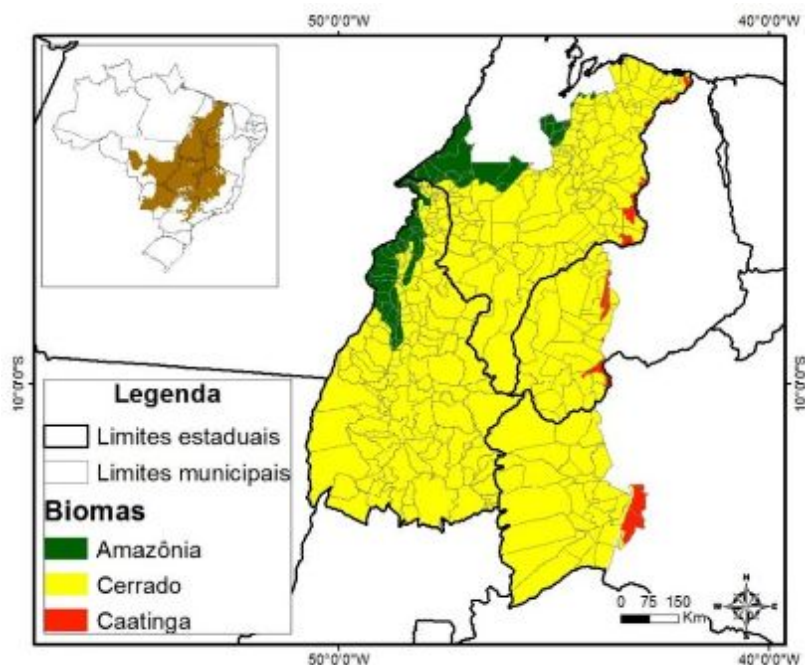 50°0'0"W
40°0'0"W
10°0'0"S
10°0'0"S
Legenda
Limites estaduais
Limites municipais
Biomas
Amazônia
Cerrado
Caatinga
0 75 150
Km
N
W E
S
50°0'0"W
40°0'0"W